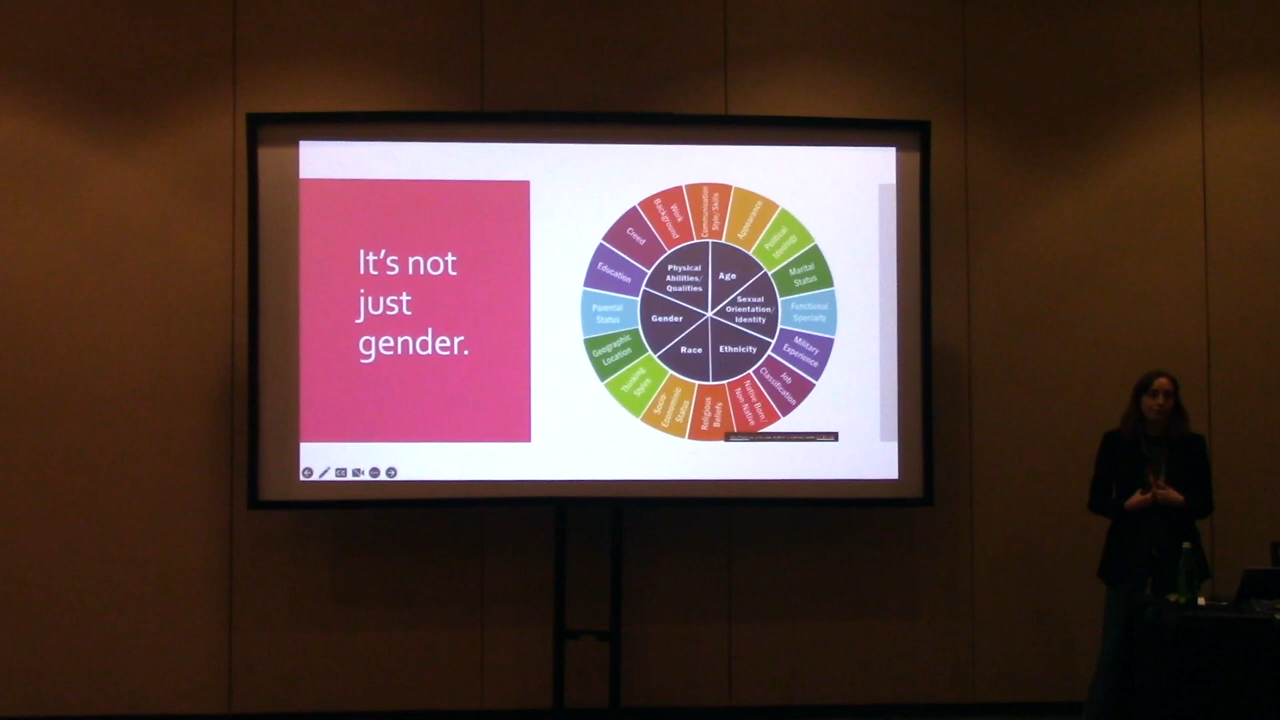 It's not
just
gender.
Communication
Style/Skills
Appearance
Political
Ideology
Marital
Status
Functional
Specialty
Military
Experience
Job
Classification
Native Born/
Non Native
Religious
Beliefs
Socio-
Economic
Status
Thinking
Styles
Geographic
Location
Parental
Status
Education
Creed
Work
Background
Age
Sexual
Orientation/
Identity
Ethnicity
Race
Gender
Physical
Abilities/
Qualities